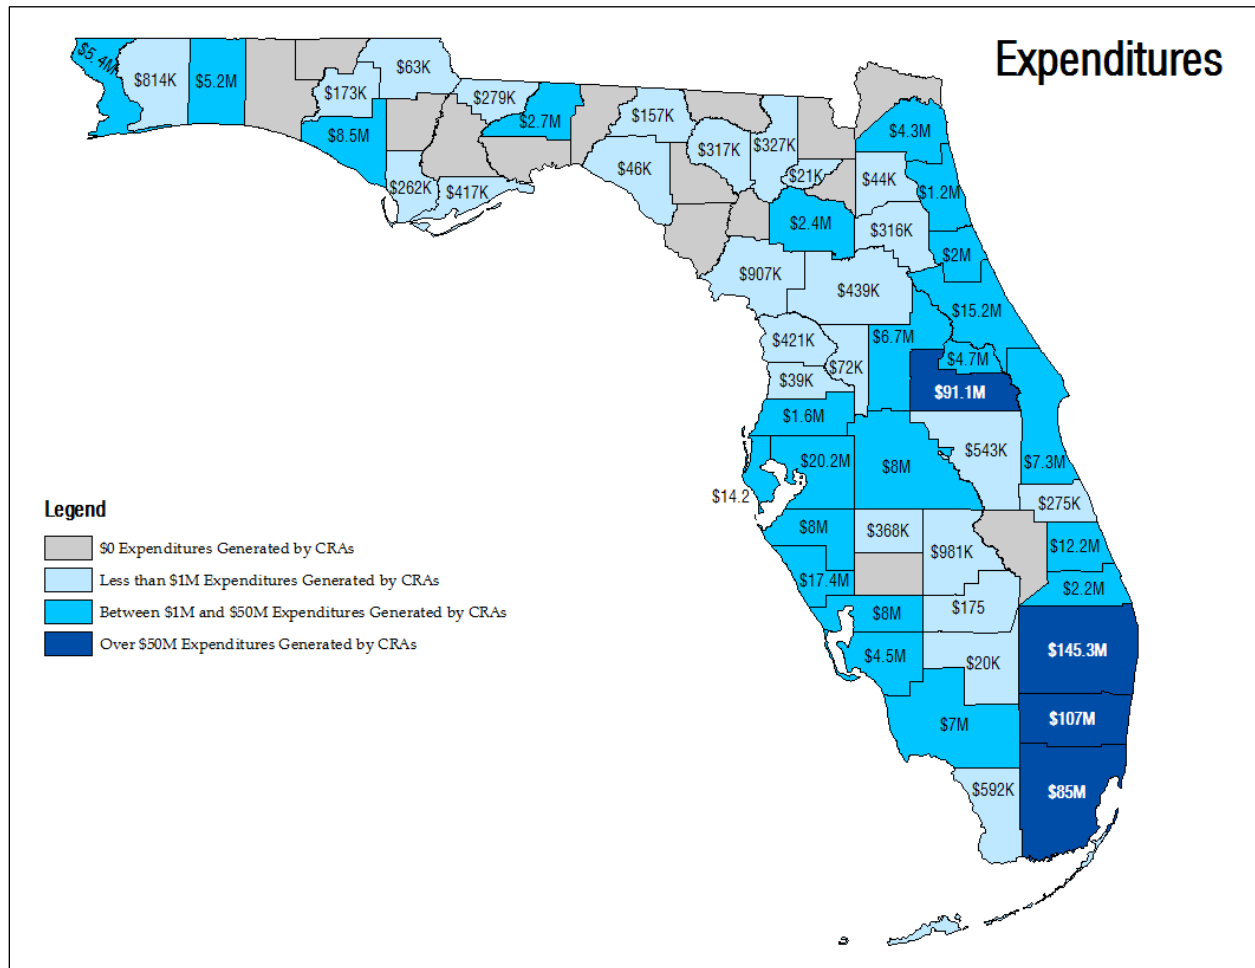 Expenditures
$5.4M
$814K
$5.2M
$63K
$173K
$279K
$8.5M
$2.7M
$157K
$4.3M
$327K
$317K
$46K
$21K
$44K
$262K
$417K
$1.2M
$2.4M
$316K
$2M
$907K
$439K
$15.2M
$421K
$6.7M
$72K
$4.7M
$39K
$91.1M
$1.6M
$543K
$20.2M
$8M
$7.3M
$14.2
$275K
Legend
$0 Expenditures Generated by CRAs
Less than $1M Expenditures Generated by CRAs
Between $1M and $50M Expenditures Generated by CRAs
Over $50M Expenditures Generated by CRAs
$8M
$368K
$981K
$12.2M
$17.4M
$2.2M
$8M
$175
$145.3M
$4.5M
$20K
$7M
$107M
$592K
$85M